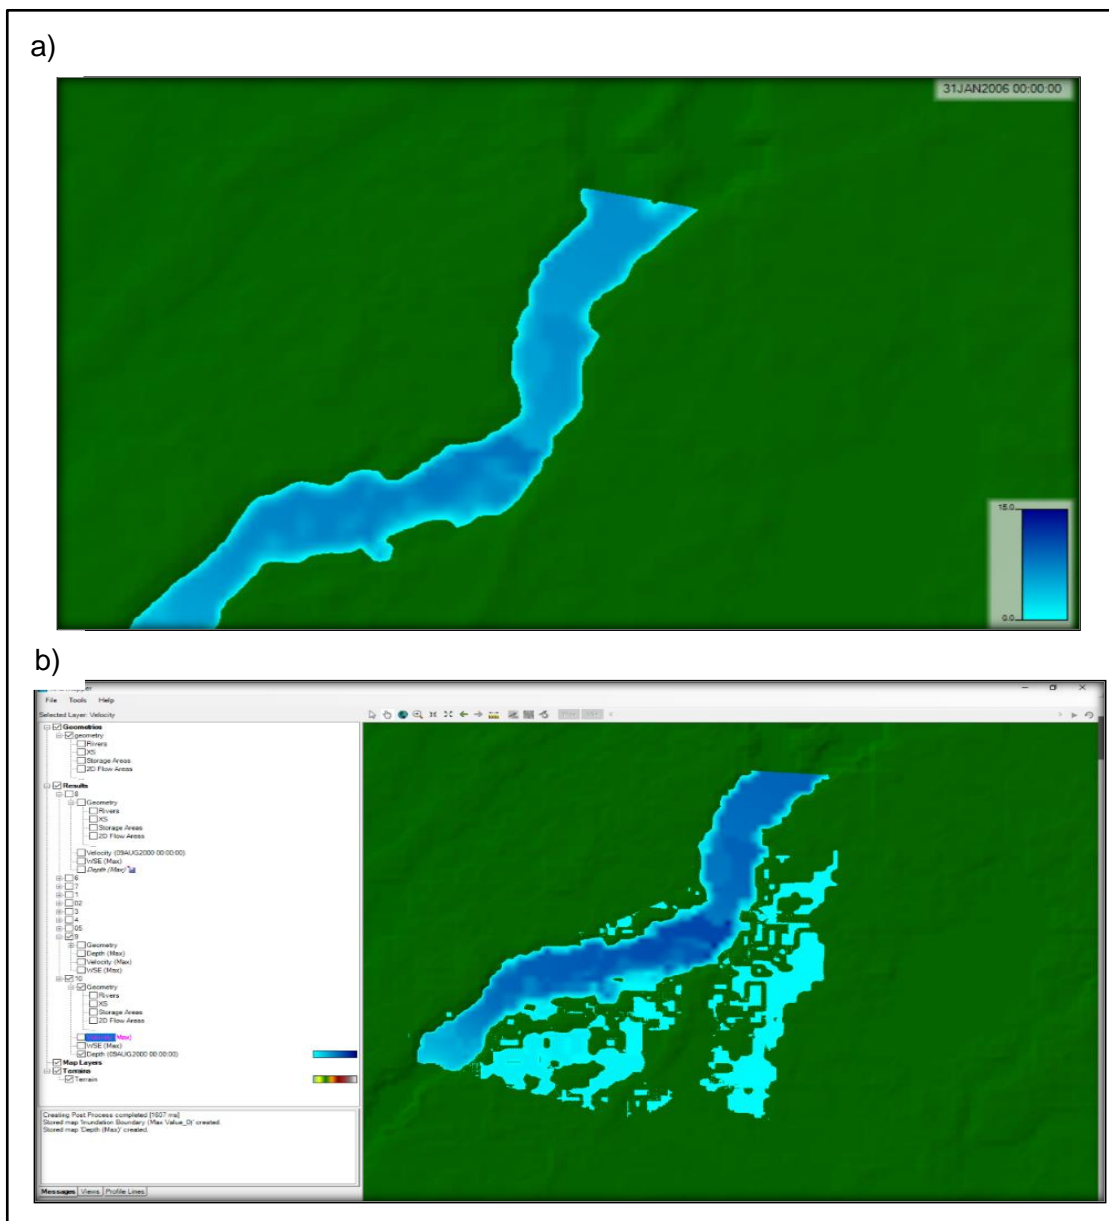 a)
31JAN2006 00:00:00
15.0
0.0
b)
File Tools Help
Selected Layer: Velocity
Geometries
geometry
Rivers
XS
Storage Areas
2D Flow Areas
Results
8
Geometry
Rivers
XS
Storage Areas
2D Flow Areas
Velocity (09AUG2000 00:00:00)
WSE (Max)
Depth (Max)
6
7
1
02
3
4
05
9
Geometry
Depth (Max)
Velocity (Max)
WSE (Max)
10
Geometry
Rivers
XS
Storage Areas
2D Flow Areas
(Max)
WSE (Max)
Depth (09AUG2000 00:00:00)
Map Layers
Terrains
Terrain
Creating Post Process completed [1607 ms]
Stored map 'Inundation Boundary (Max Value_0)' created.
Stored map 'Depth (Max)' created.
Messages Views Profile Lines